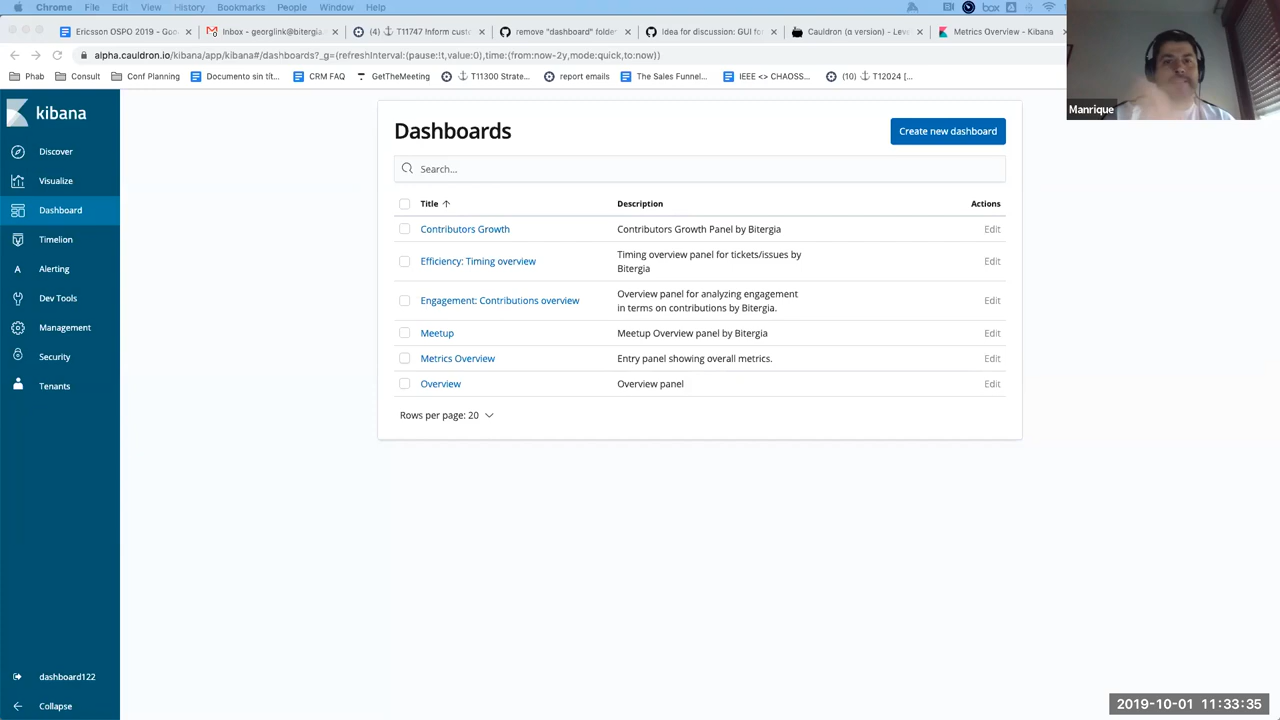 Chrome File Edit View History Bookmarks People Window Help
box
Ericsson OSPO 2019 - Goo
Inbox - georglink@bitergia
(4) T11747 Inform custo
remove "dashboard" folder
Idea for discussion: GUI f
Cauldron (α version) - Lev
Metrics Overview - Kibana
alpha.cauldron.io/kibana/app/kibana#/dashboards?_g=(refreshInterval:(pause:!t,value:0),time:(from:now-2y,mode:quick,to:now))
Phab Consult Conf Planning Documento sin tít... CRM FAQ GetTheMeeting T11300 Strate... report emails The Sales Funnel... IEEE <> CHAOSS... (10) T12024 [...
Manrique
kibana
Discover
Visualize
Dashboard
Timelion
Alerting
Dev Tools
Management
Security
Tenants
dashboard122
Collapse
Dashboards
Create new dashboard
Search...
Title Description Actions
Contributors Growth Contributors Growth Panel by Bitergia Edit
Efficiency: Timing overview Timing overview panel for tickets/issues by Edit
Bitergia
Engagement: Contributions overview Overview panel for analyzing engagement Edit
in terms on contributions by Bitergia.
Meetup Meetup Overview panel by Bitergia Edit
Metrics Overview Entry panel showing overall metrics. Edit
Overview Overview panel Edit
Rows per page: 20
2019-10-01 11:33:35